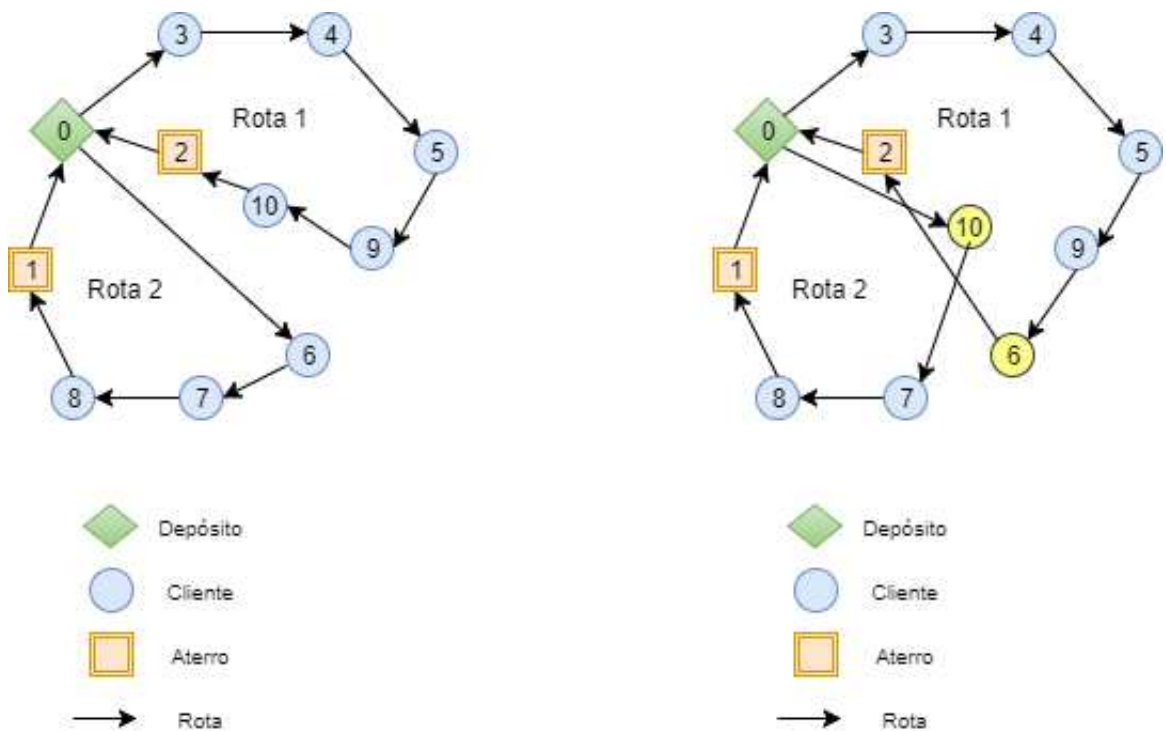 3 4
Rota 1
0
2
5
10
9
1
Rota 2
6
8 7
3 4
Rota 1
0
2
5
10
9
1
Rota 2
6
8 7
Depósito
Cliente
Aterro
Rota
Depósito
Cliente
Aterro
Rota